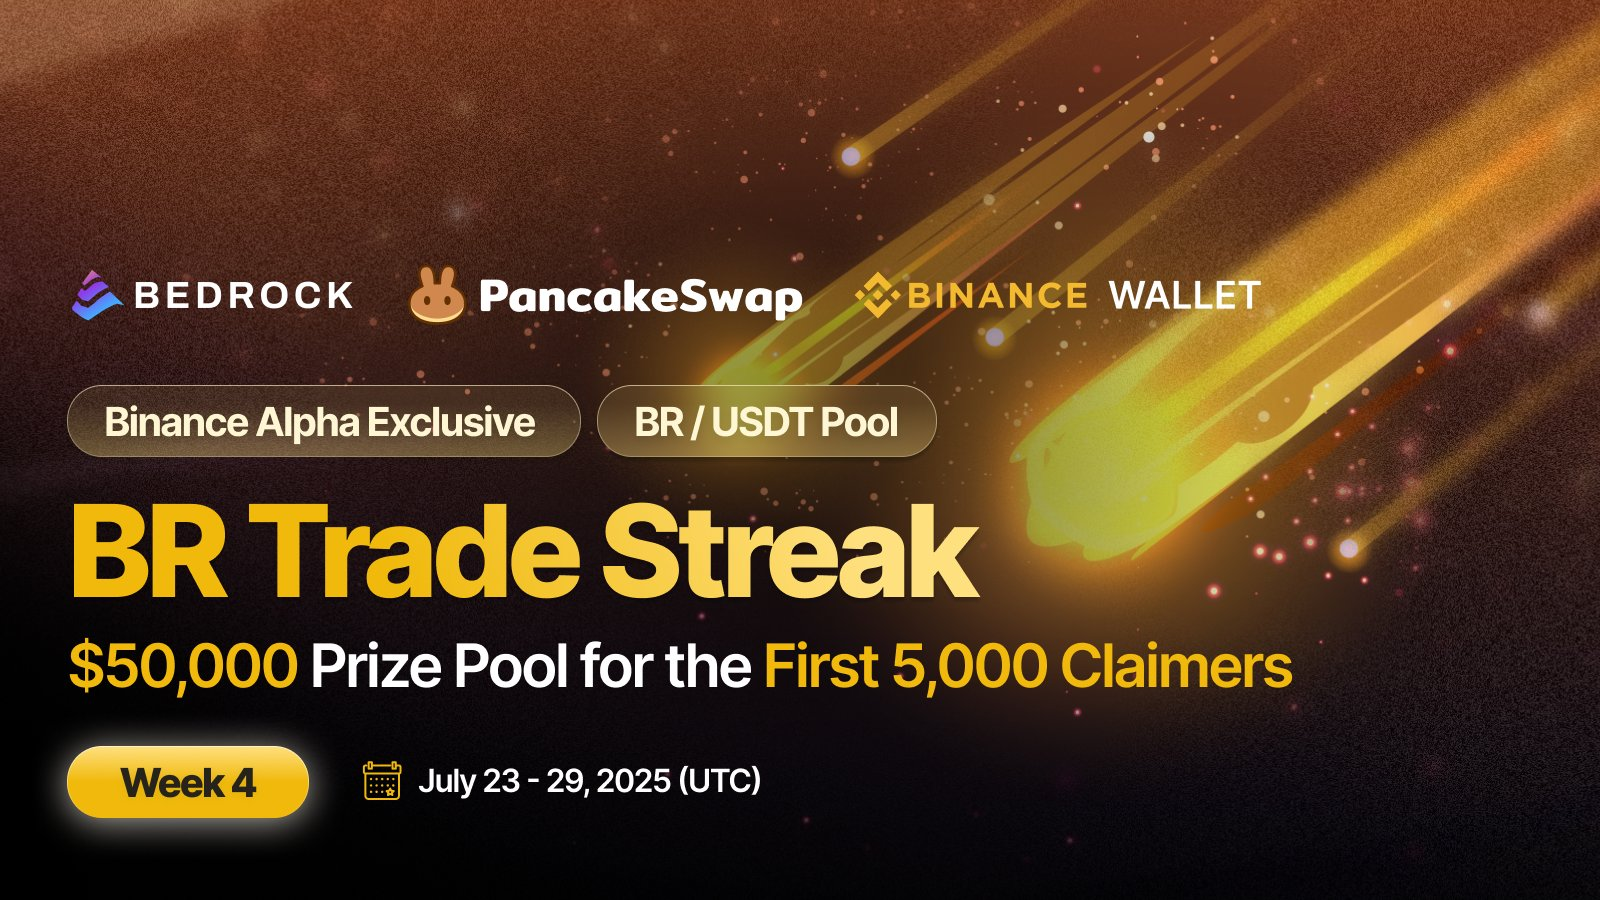 BEDROCK PancakeSwap BINANCE WALLET
Binance Alpha Exclusive BR / USDT Pool
BR Trade Streak
$50,000 Prize Pool for the First 5,000 Claimers
Week 4 July 23 - 29, 2025 (UTC)